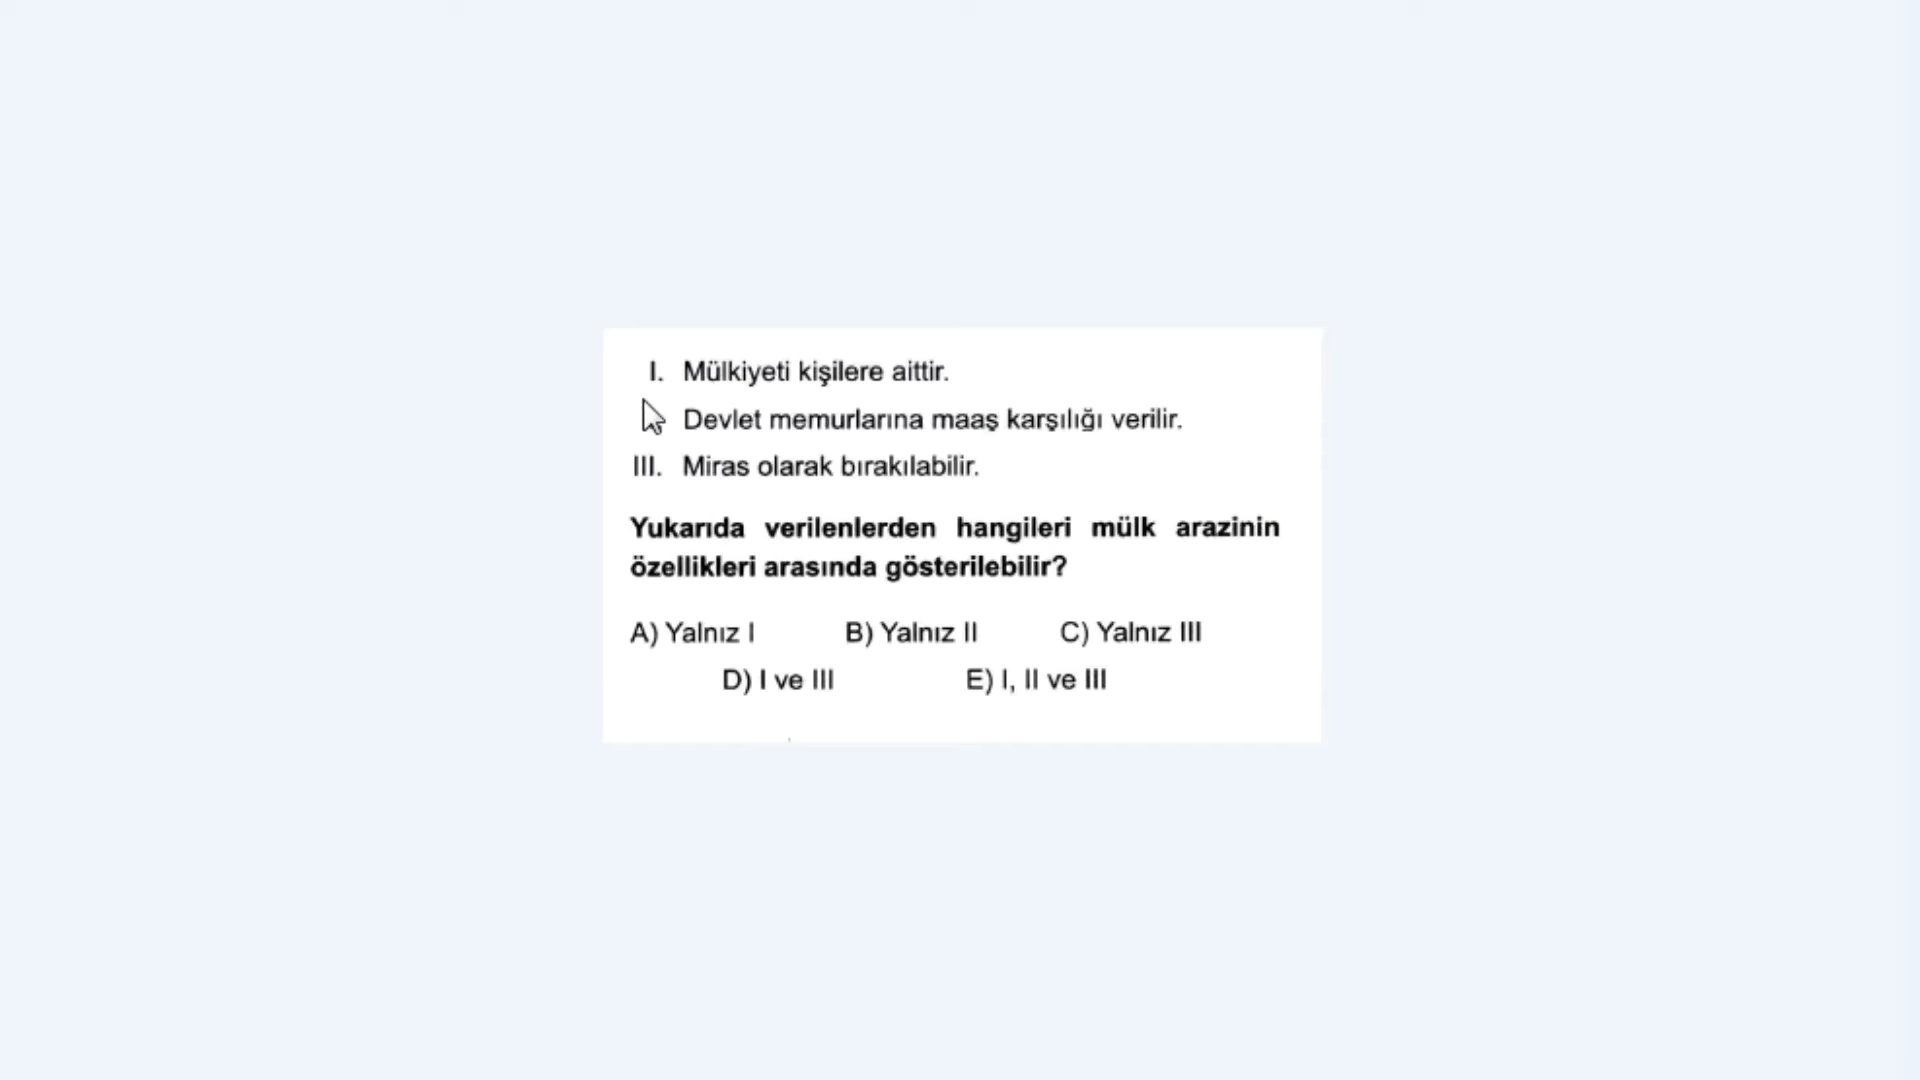 I. Mülkiyeti kişilere aittir.
Devlet memurlarına maaş karşılığı verilir.
III. Miras olarak bırakılabilir.
Yukarıda verilenlerden hangileri mülk arazinin
özellikleri arasında gösterilebilir?
A) Yalnız I B) Yalnız II C) Yalnız III
D) I ve III E) I, II ve III